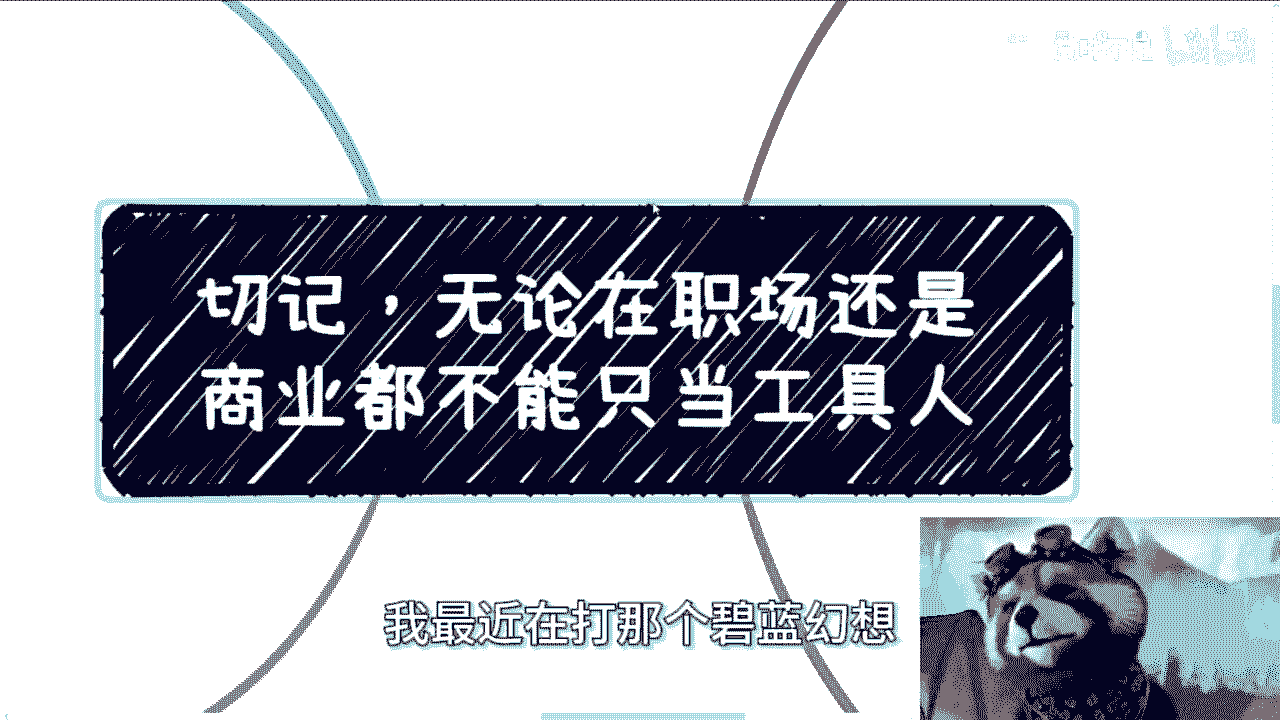 切记，无论在职场还是
商业都不能只当工具人
我最近在打那个碧蓝幻想